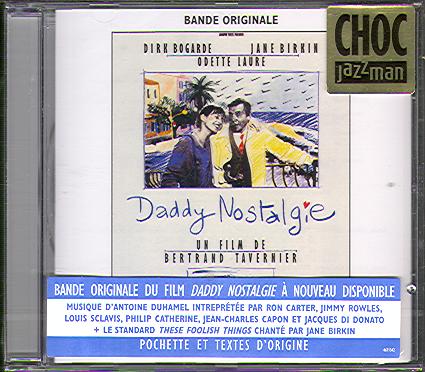 BANDE ORIGINALE
CHOC
jazzman
DIRK BOGARDE JANE BIRKIN
ODETTE LAURE
Daddy Nostalgie
UN FILM DE
BERTRAND TAVERNIER
BANDE ORIGINALE DU FILM DADDY NOSTALGIE À NOUVEAU DISPONIBLE
MUSIQUE D'ANTOINE DUHAMEL INTREPRÉTÉE PAR RON CARTER, JIMMY ROWLES,
LOUIS SCLAVIS, PHILIP CATHERINE, JEAN-CHARLES CAPON ET JACQUES DI DONATO
+ LE STANDARD THESE FOOLISH THINGS CHANTÉ PAR JANE BIRKIN
POCHETTE ET TEXTES D'ORIGINE